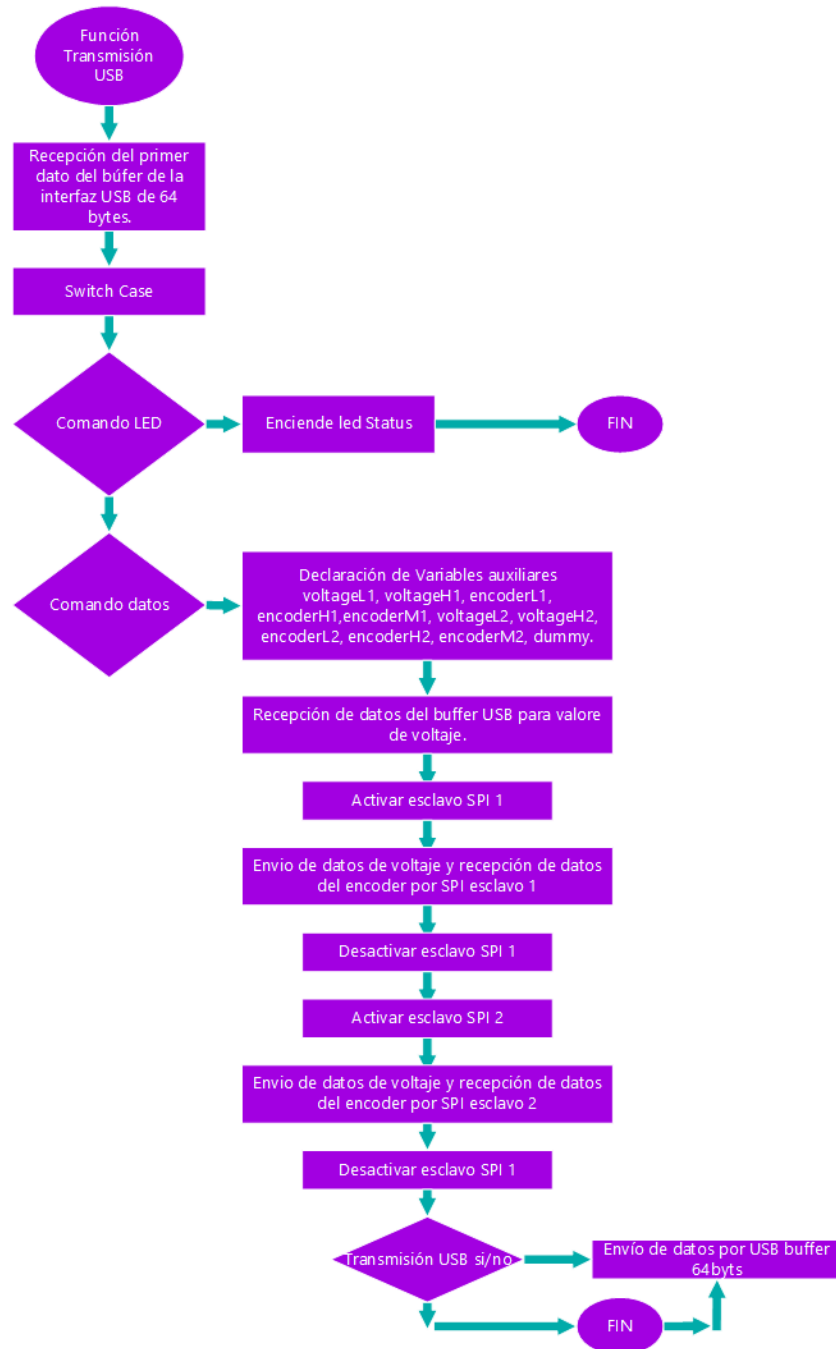 Función
Transmisión
USB
Recepción del primer
dato del búfer de la
interfaz USB de 64
bytes.
Switch Case
Comando LED
Enciende led Status
FIN
Comando datos
Declaración de Variables auxiliares
voltageL1, voltageH1, encoderL1,
encoderH1,encoderM1, voltageL2, voltageH2,
encoderL2, encoderH2, encoderM2, dummy.
Recepción de datos del buffer USB para valore
de voltaje.
Activar esclavo SPI 1
Envio de datos de voltaje y recepción de datos
del encoder por SPI esclavo 1
Desactivar esclavo SPI 1
Activar esclavo SPI 2
Envio de datos de voltaje y recepción de datos
del encoder por SPI esclavo 2
Desactivar esclavo SPI 1
Transmisión USB si/no
Envío de datos por USB buffer
64byts
FIN